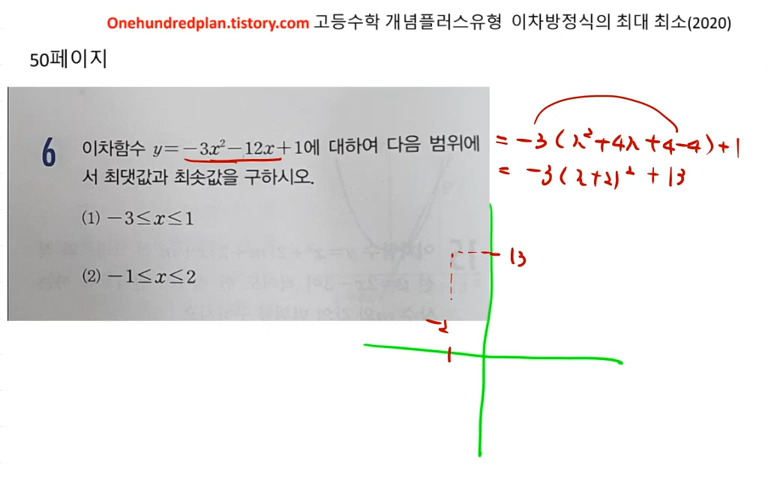 Onehundredplan.tistory.com 고등수학 개념플러스유형 이차방정식의 최대 최소(2020)
50페이지
6 이차함수 y=-3x²-12x+1에 대하여 다음 범위에
서 최댓값과 최솟값을 구하시오.
(1) -3≤x≤1
(2) -1≤x≤2
= -3(x²+4x+4-4)+1
= -3(x+2)²+13
13
-2